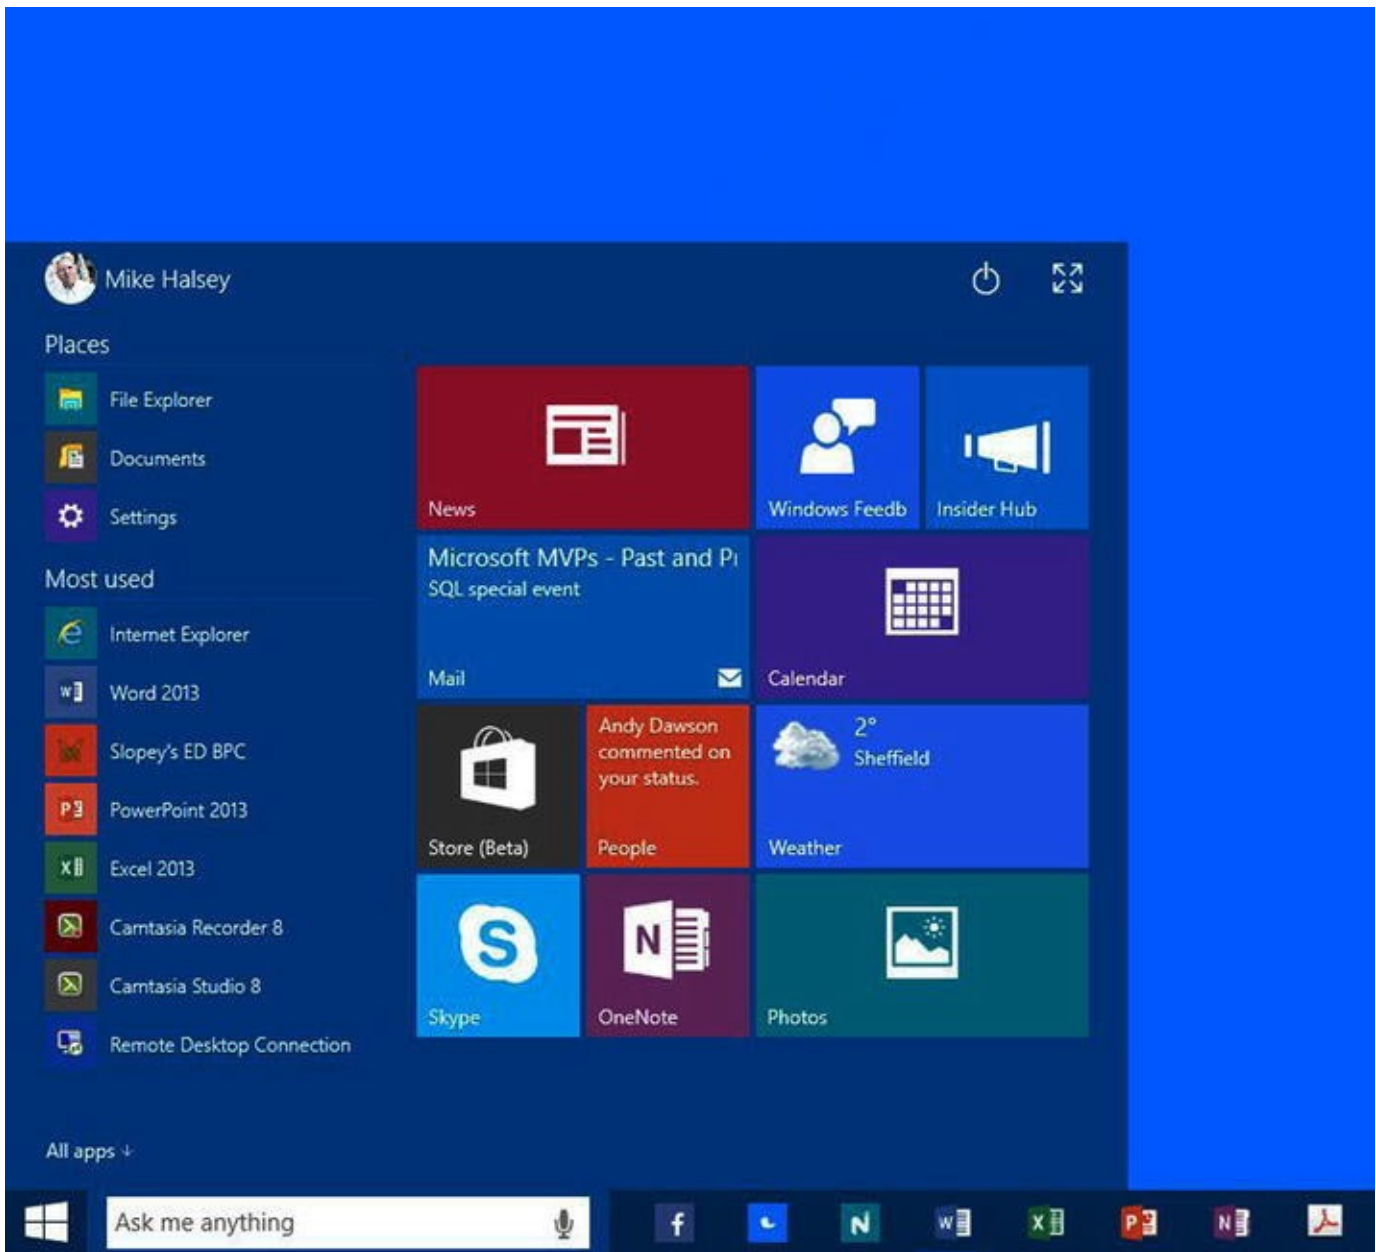 Mike Halsey
Places
File Explorer
Documents
Settings
Most used
Internet Explorer
Word 2013
Slopey's ED BPC
PowerPoint 2013
Excel 2013
Camtasia Recorder 8
Camtasia Studio 8
Remote Desktop Connection
All apps
News
Windows Feedb
Insider Hub
Microsoft MVPs - Past and Pr
SQL special event
Mail
Calendar
Store (Beta)
Andy Dawson
commented on
your status.
People
2°
Sheffield
Weather
Skype
OneNote
Photos
Ask me anything